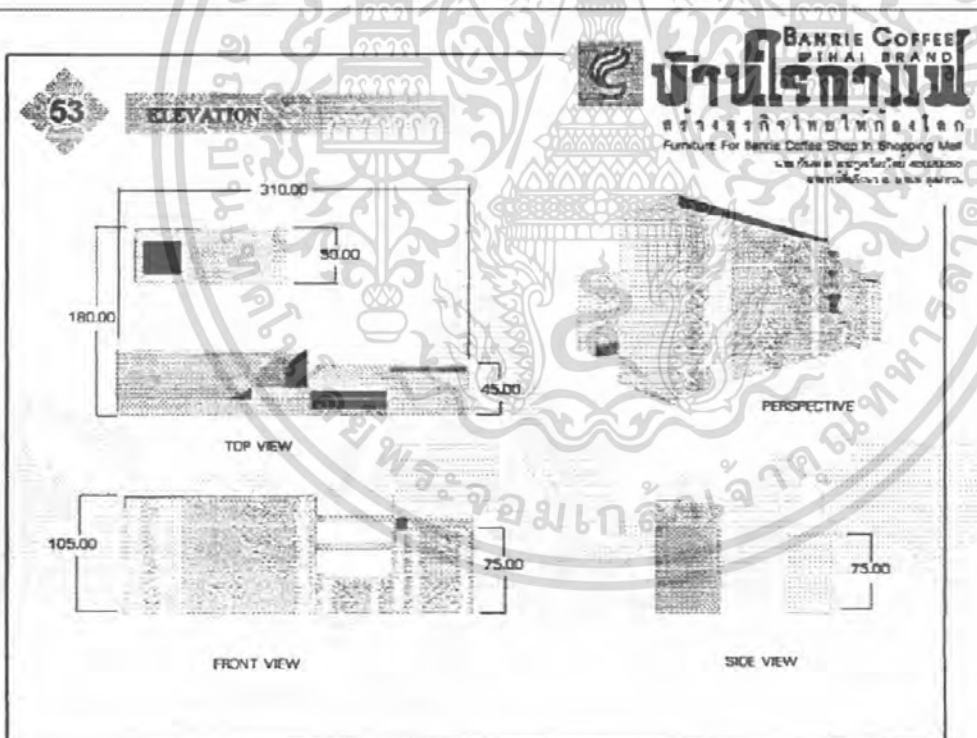 BANRIE COFFEE
THAI BRAND
บ้านไร่กาแฟ
สร้างธุรกิจไทยให้ก้องโลก
Furniture For Banrie Coffee Shop In Shopping Mall
53
ELEVATION
310.00
50.00
180.00
45.00
TOP VIEW
PERSPECTIVE
105.00
75.00
75.00
FRONT VIEW
SIDE VIEW